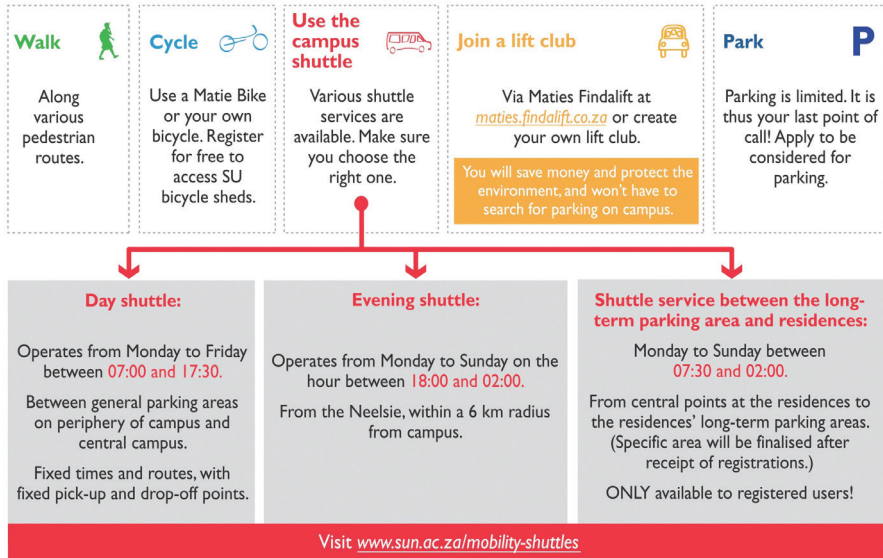 Walk
Along
various
pedestrian
routes.
Cycle
Use a Matie Bike
or your own
bicycle. Register
for free to
access SU
bicycle sheds.
Use the
campus
shuttle
Various shuttle
services are
available. Make sure
you choose the
right one.
Join a lift club
Via Maties Findalift at
maties.findalift.co.za or create
your own lift club.
You will save money and protect the
environment, and won't have to
search for parking on campus.
Park
P
Parking is limited. It is
thus your last point of
call! Apply to be
considered for
parking.
Day shuttle:
Operates from Monday to Friday
between 07:00 and 17:30.
Between general parking areas
on periphery of campus and
central campus.
Fixed times and routes, with
fixed pick-up and drop-off points.
Evening shuttle:
Operates from Monday to Sunday on the
hour between 18:00 and 02:00.
From the Neelsie, within a 6 km radius
from campus.
Shuttle service between the long-
term parking area and residences:
Monday to Sunday between
07:30 and 02:00.
From central points at the residences to
the residences' long-term parking areas.
(Specific area will be finalised after
receipt of registrations.)
ONLY available to registered users!
Visit www.sun.ac.za/mobility-shuttles